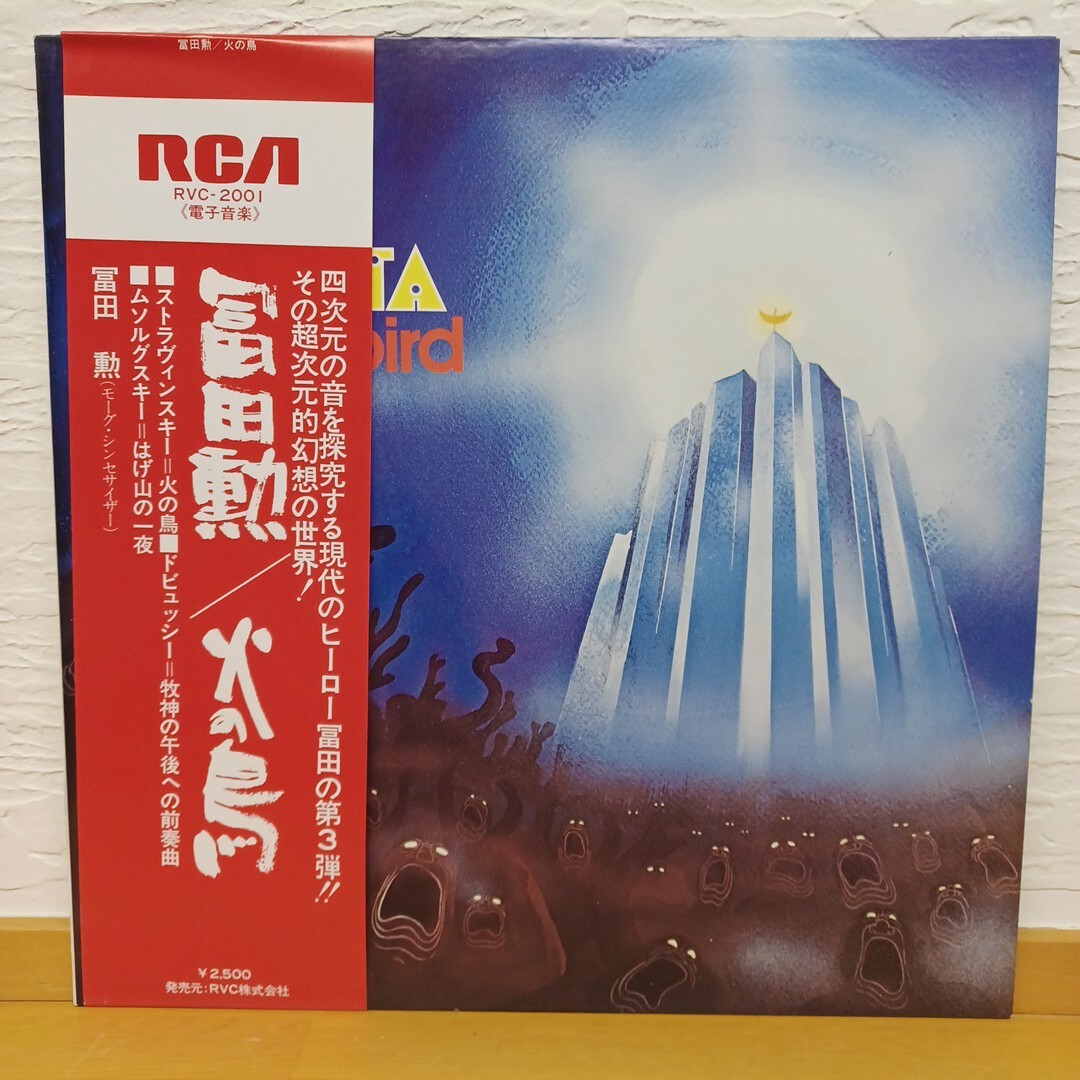 冨田勲／火の鳥
RCA
RVC-2001
《電子音楽》
四次元の音を探究する現代のヒーロー冨田の第3弾!!
その超次元的幻想の世界!
冨田勲／火の鳥
■ストラヴィンスキー＝火の鳥■ドビュッシー＝牧神の午後への前奏曲
■ムソルグスキー＝はげ山の一夜
冨田 勲（モーグ・シンセサイザー）
¥2,500
発売元：RVC株式会社
TA
bird